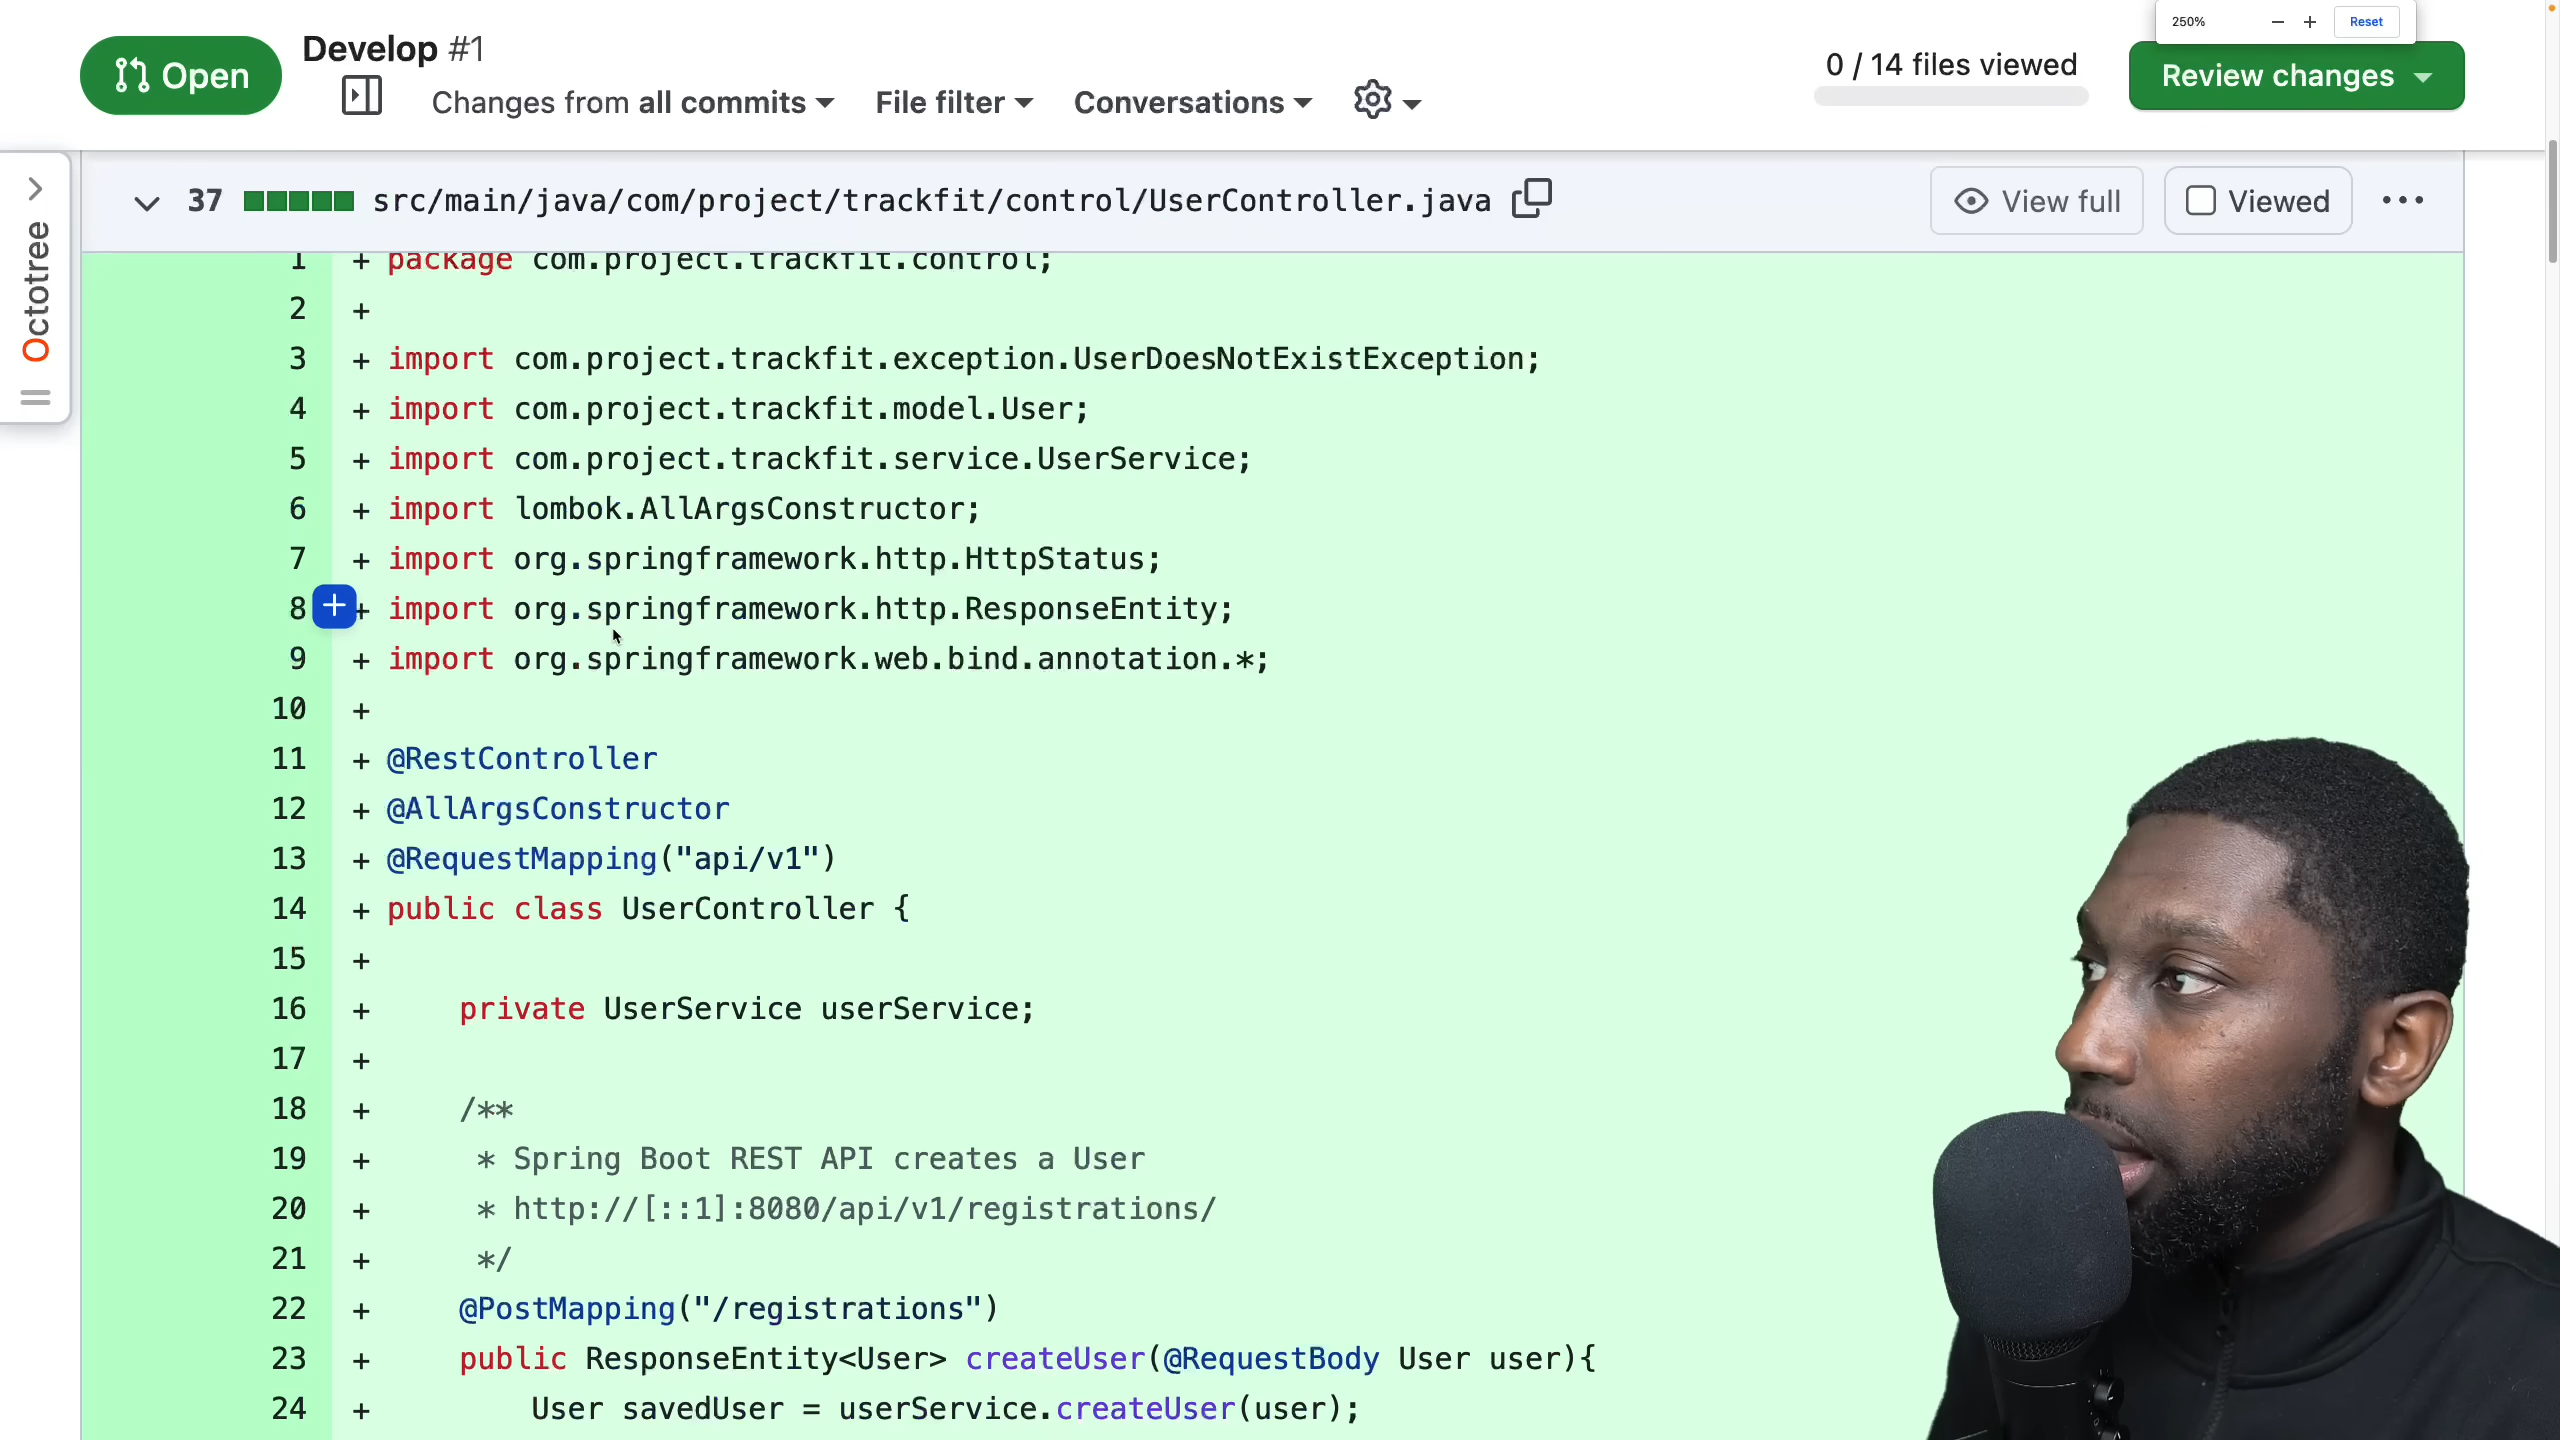 250% − + Reset
Open
Develop #1
Changes from all commits File filter Conversations
0 / 14 files viewed
Review changes
Octotree
37 src/main/java/com/project/trackfit/control/UserController.java
View full
Viewed
1 + package com.project.trackfit.control;
2 +
3 + import com.project.trackfit.exception.UserDoesNotExistException;
4 + import com.project.trackfit.model.User;
5 + import com.project.trackfit.service.UserService;
6 + import lombok.AllArgsConstructor;
7 + import org.springframework.http.HttpStatus;
8 + import org.springframework.http.ResponseEntity;
9 + import org.springframework.web.bind.annotation.*;
10 +
11 + @RestController
12 + @AllArgsConstructor
13 + @RequestMapping("api/v1")
14 + public class UserController {
15 +
16 + private UserService userService;
17 +
18 + /**
19 + * Spring Boot REST API creates a User
20 + * http://[::1]:8080/api/v1/registrations/
21 + */
22 + @PostMapping("/registrations")
23 + public ResponseEntity<User> createUser(@RequestBody User user){
24 + User savedUser = userService.createUser(user);